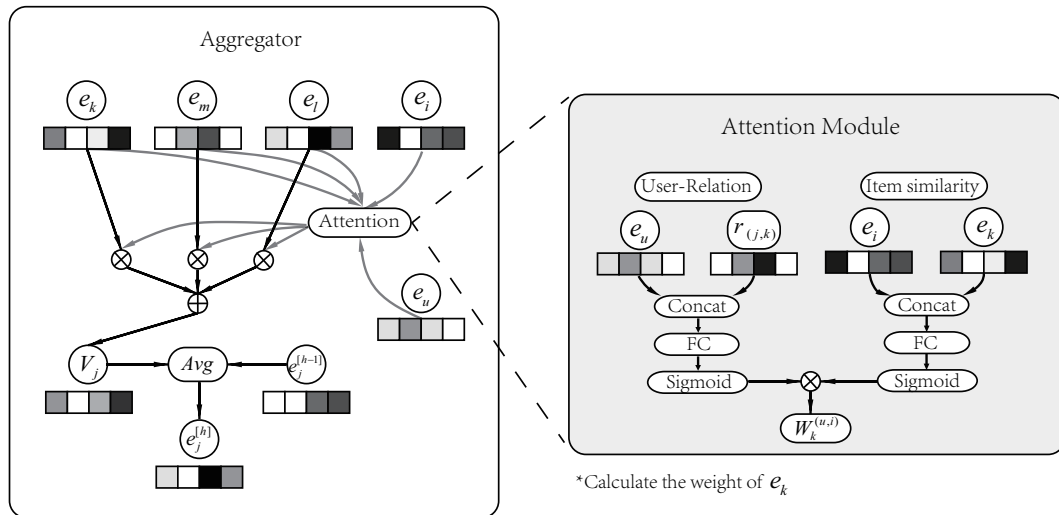 Aggregator
e_k e_m e_l e_i
Attention
e_u
V_j Avg e_j^{[h-1]}
e_j^{[h]}
Attention Module
User-Relation Item similarity
e_u r_{(j,k)} e_i e_k
Concat Concat
FC FC
Sigmoid Sigmoid
W_k^{(u,i)}
*Calculate the weight of e_k